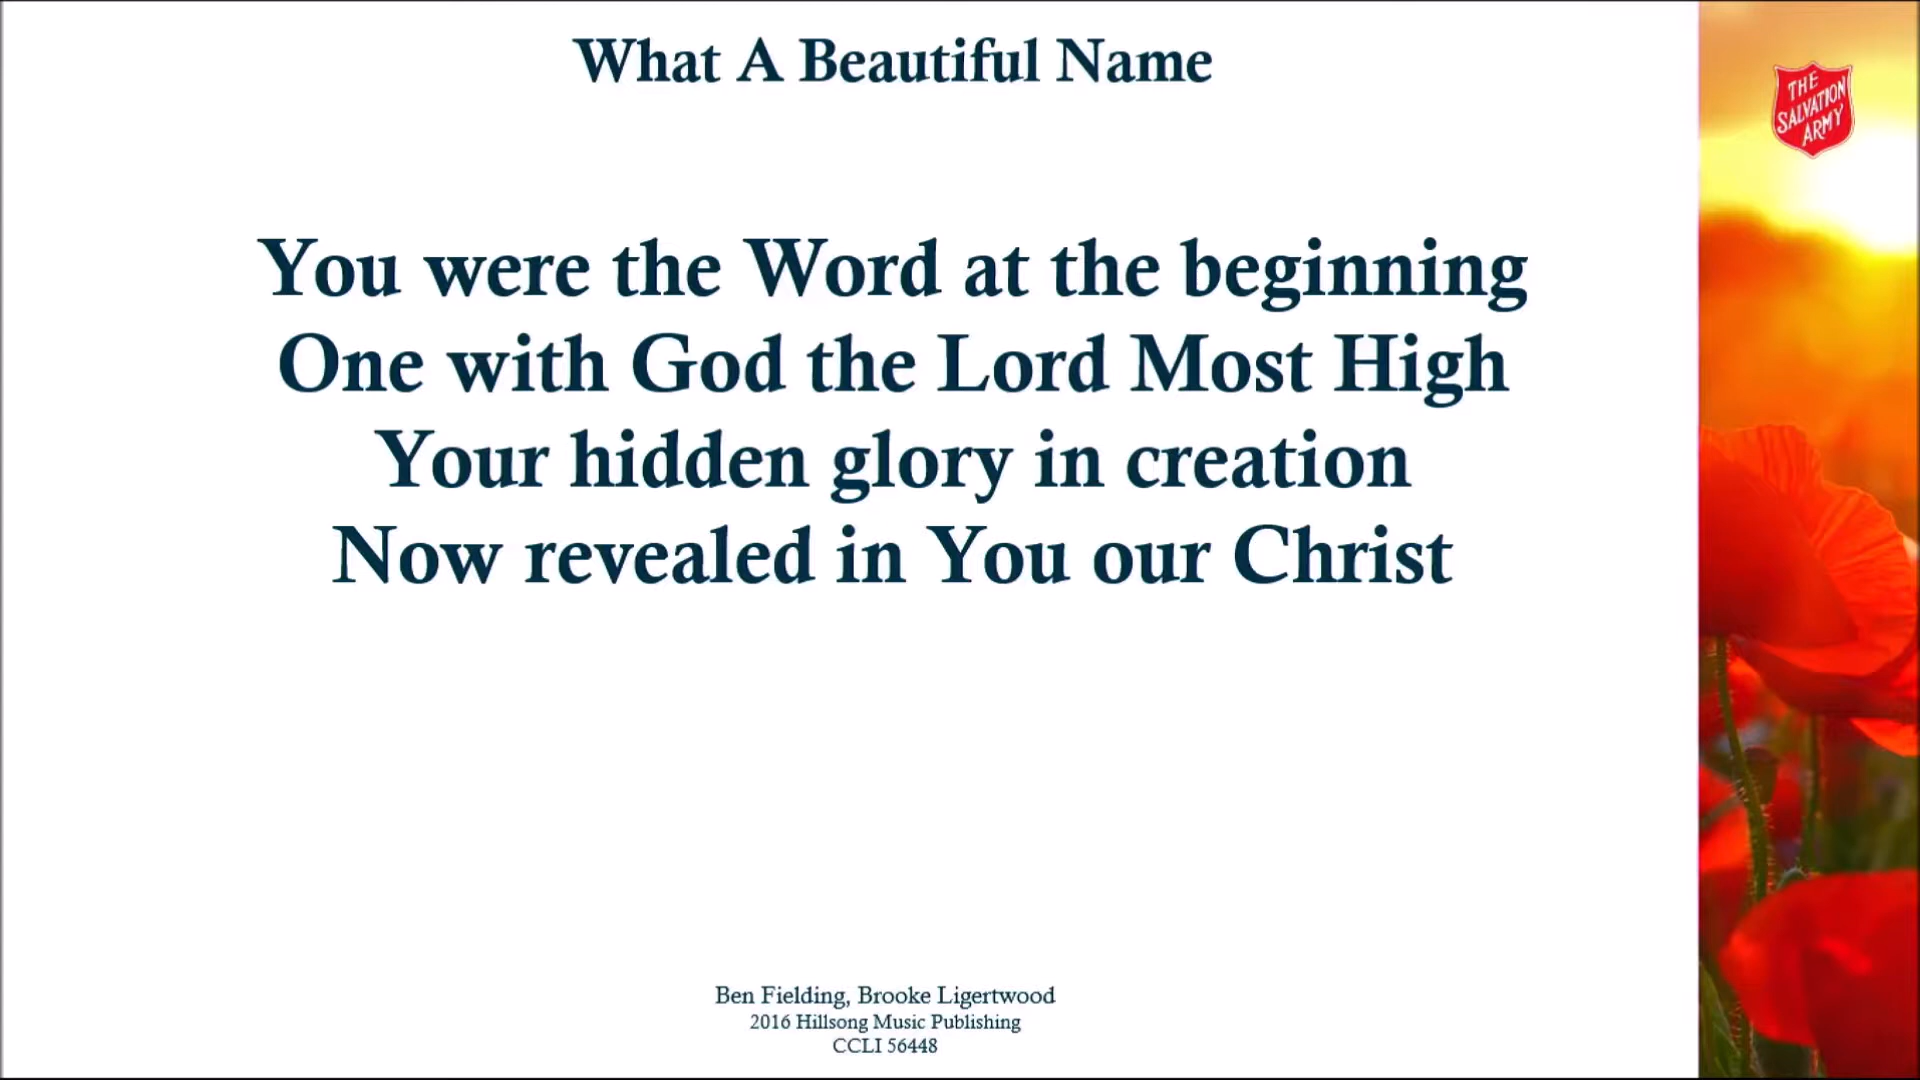 What A Beautiful Name
THE
SALVATION
ARMY
You were the Word at the beginning
One with God the Lord Most High
Your hidden glory in creation
Now revealed in You our Christ
Ben Fielding, Brooke Ligertwood
2016 Hillsong Music Publishing
CCLI 56448